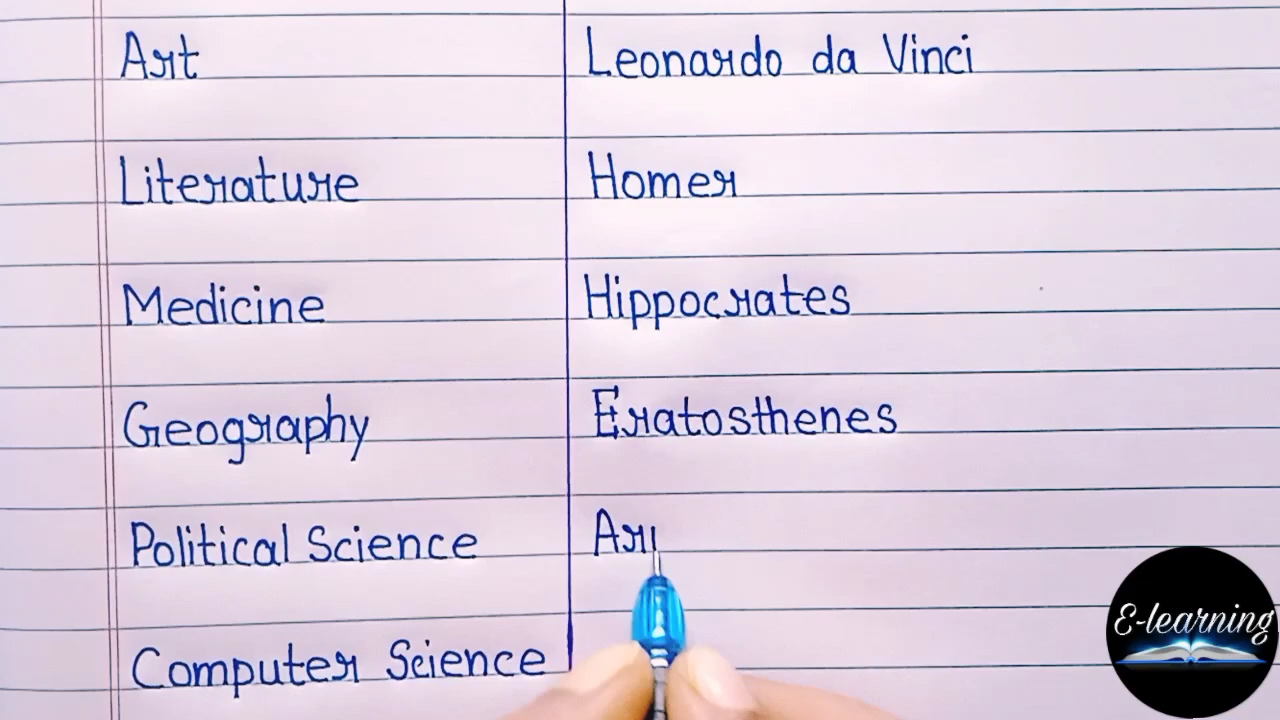 Art Leonardo da Vinci
Literature Homer
Medicine Hippocrates
Geography Eratosthenes
Political Science Ari
Computer Science
E-learning